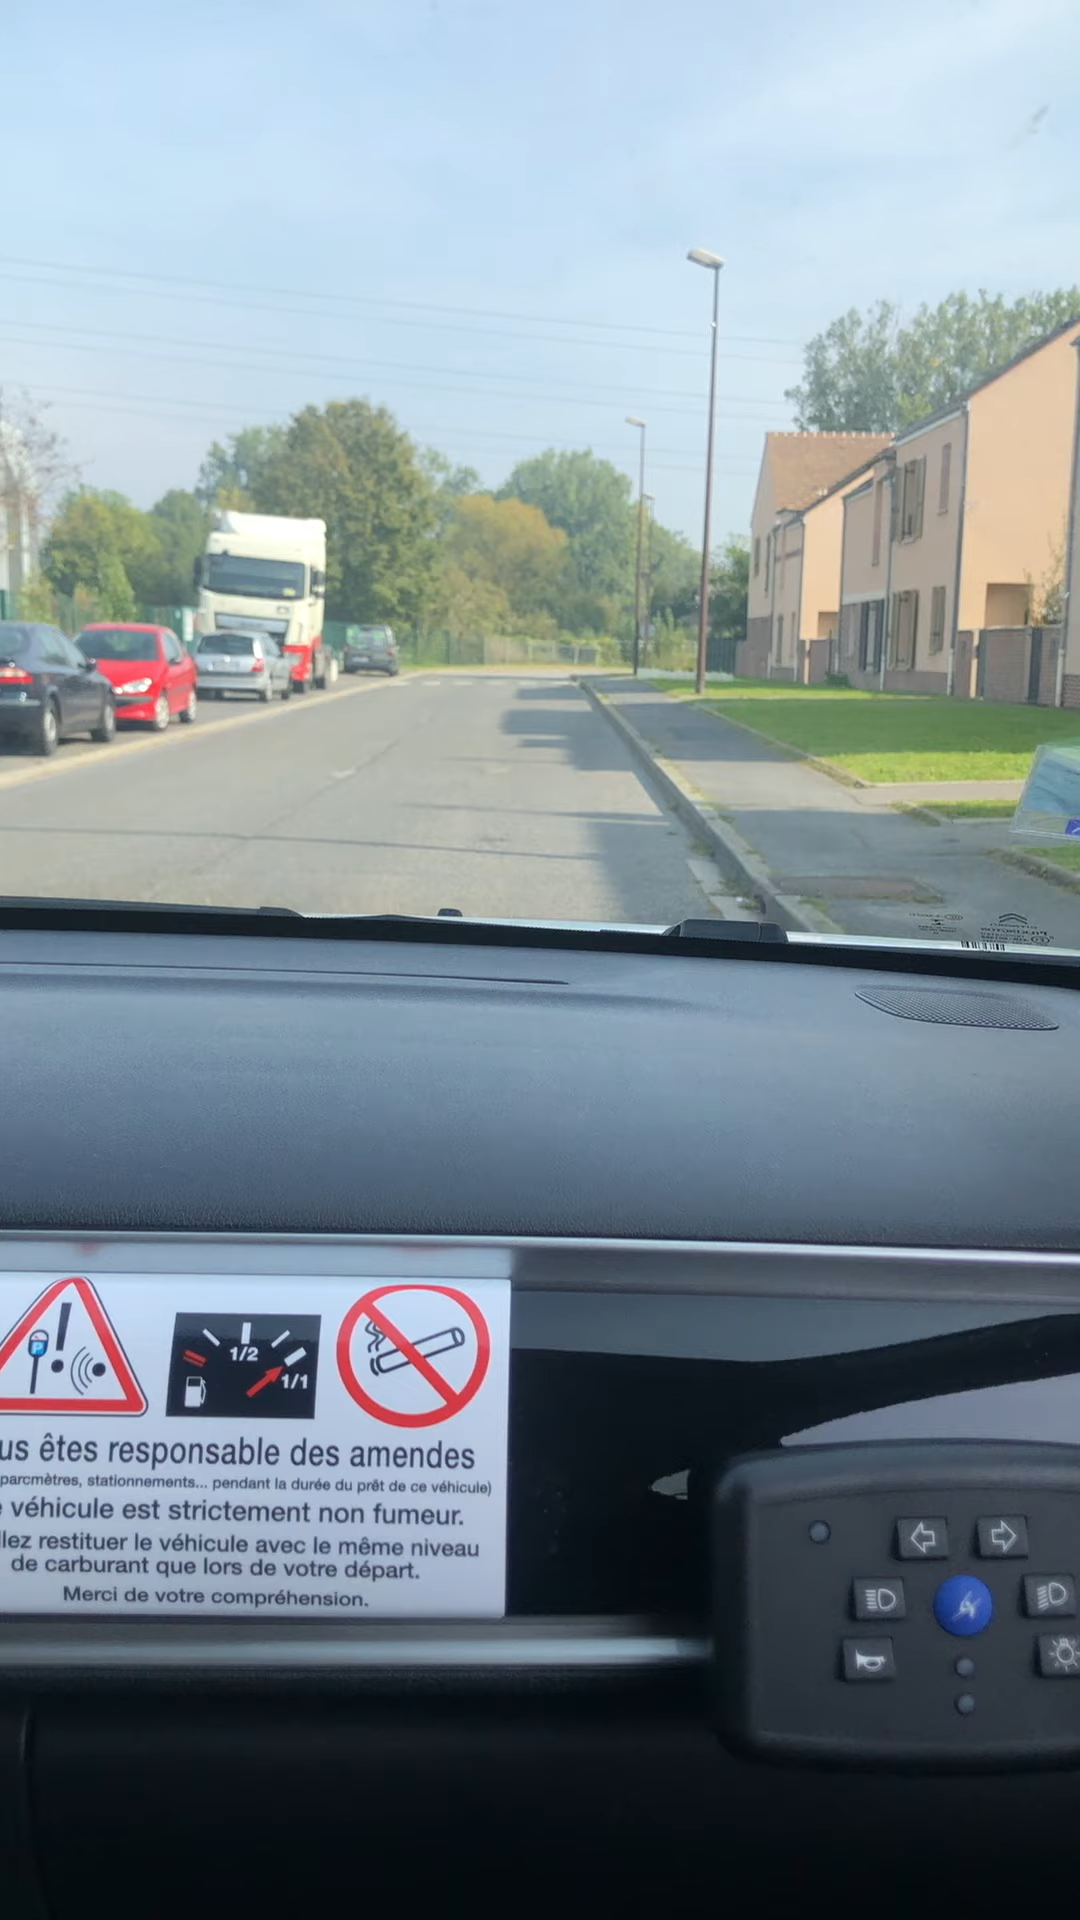 P
1/2
1/1
us êtes responsable des amendes
parcmètres, stationnements... pendant la durée du prêt de ce véhicule)
véhicule est strictement non fumeur.
llez restituer le véhicule avec le même niveau
de carburant que lors de votre départ.
Merci de votre compréhension.